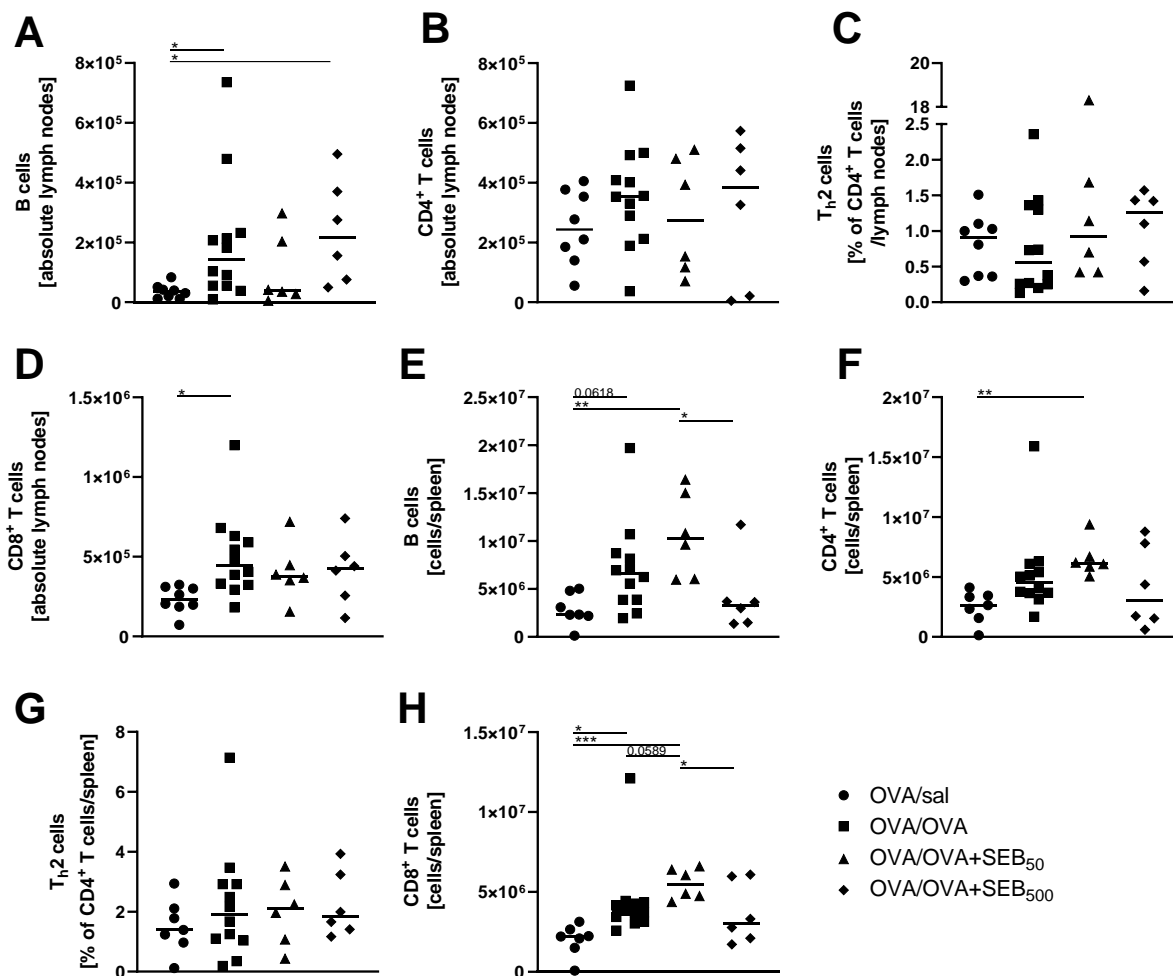 A
B cells
[absolute lymph nodes]
8×10⁵
6×10⁵
4×10⁵
2×10⁵
0
*
*
B
CD4⁺ T cells
[absolute lymph nodes]
8×10⁵
6×10⁵
4×10⁵
2×10⁵
0
C
Tₕ2 cells
[% of CD4⁺ T cells
/lymph nodes]
20
18
2.5
2.0
1.5
1.0
0.5
0.0
D
CD8⁺ T cells
[absolute lymph nodes]
1.5×10⁶
1×10⁶
5×10⁵
0
*
E
B cells
[cells/spleen]
2.5×10⁷
2×10⁷
1.5×10⁷
1×10⁷
5×10⁶
0
0.0618
**
*
F
CD4⁺ T cells
[cells/spleen]
2×10⁷
1.5×10⁷
1×10⁷
5×10⁶
0
**
G
Tₕ2 cells
[% of CD4⁺ T cells/spleen]
8
6
4
2
0
H
CD8⁺ T cells
[cells/spleen]
1.5×10⁷
1×10⁷
5×10⁶
0
*
***
0.0589
*
OVA/sal
OVA/OVA
OVA/OVA+SEB₅₀
OVA/OVA+SEB₅₀₀